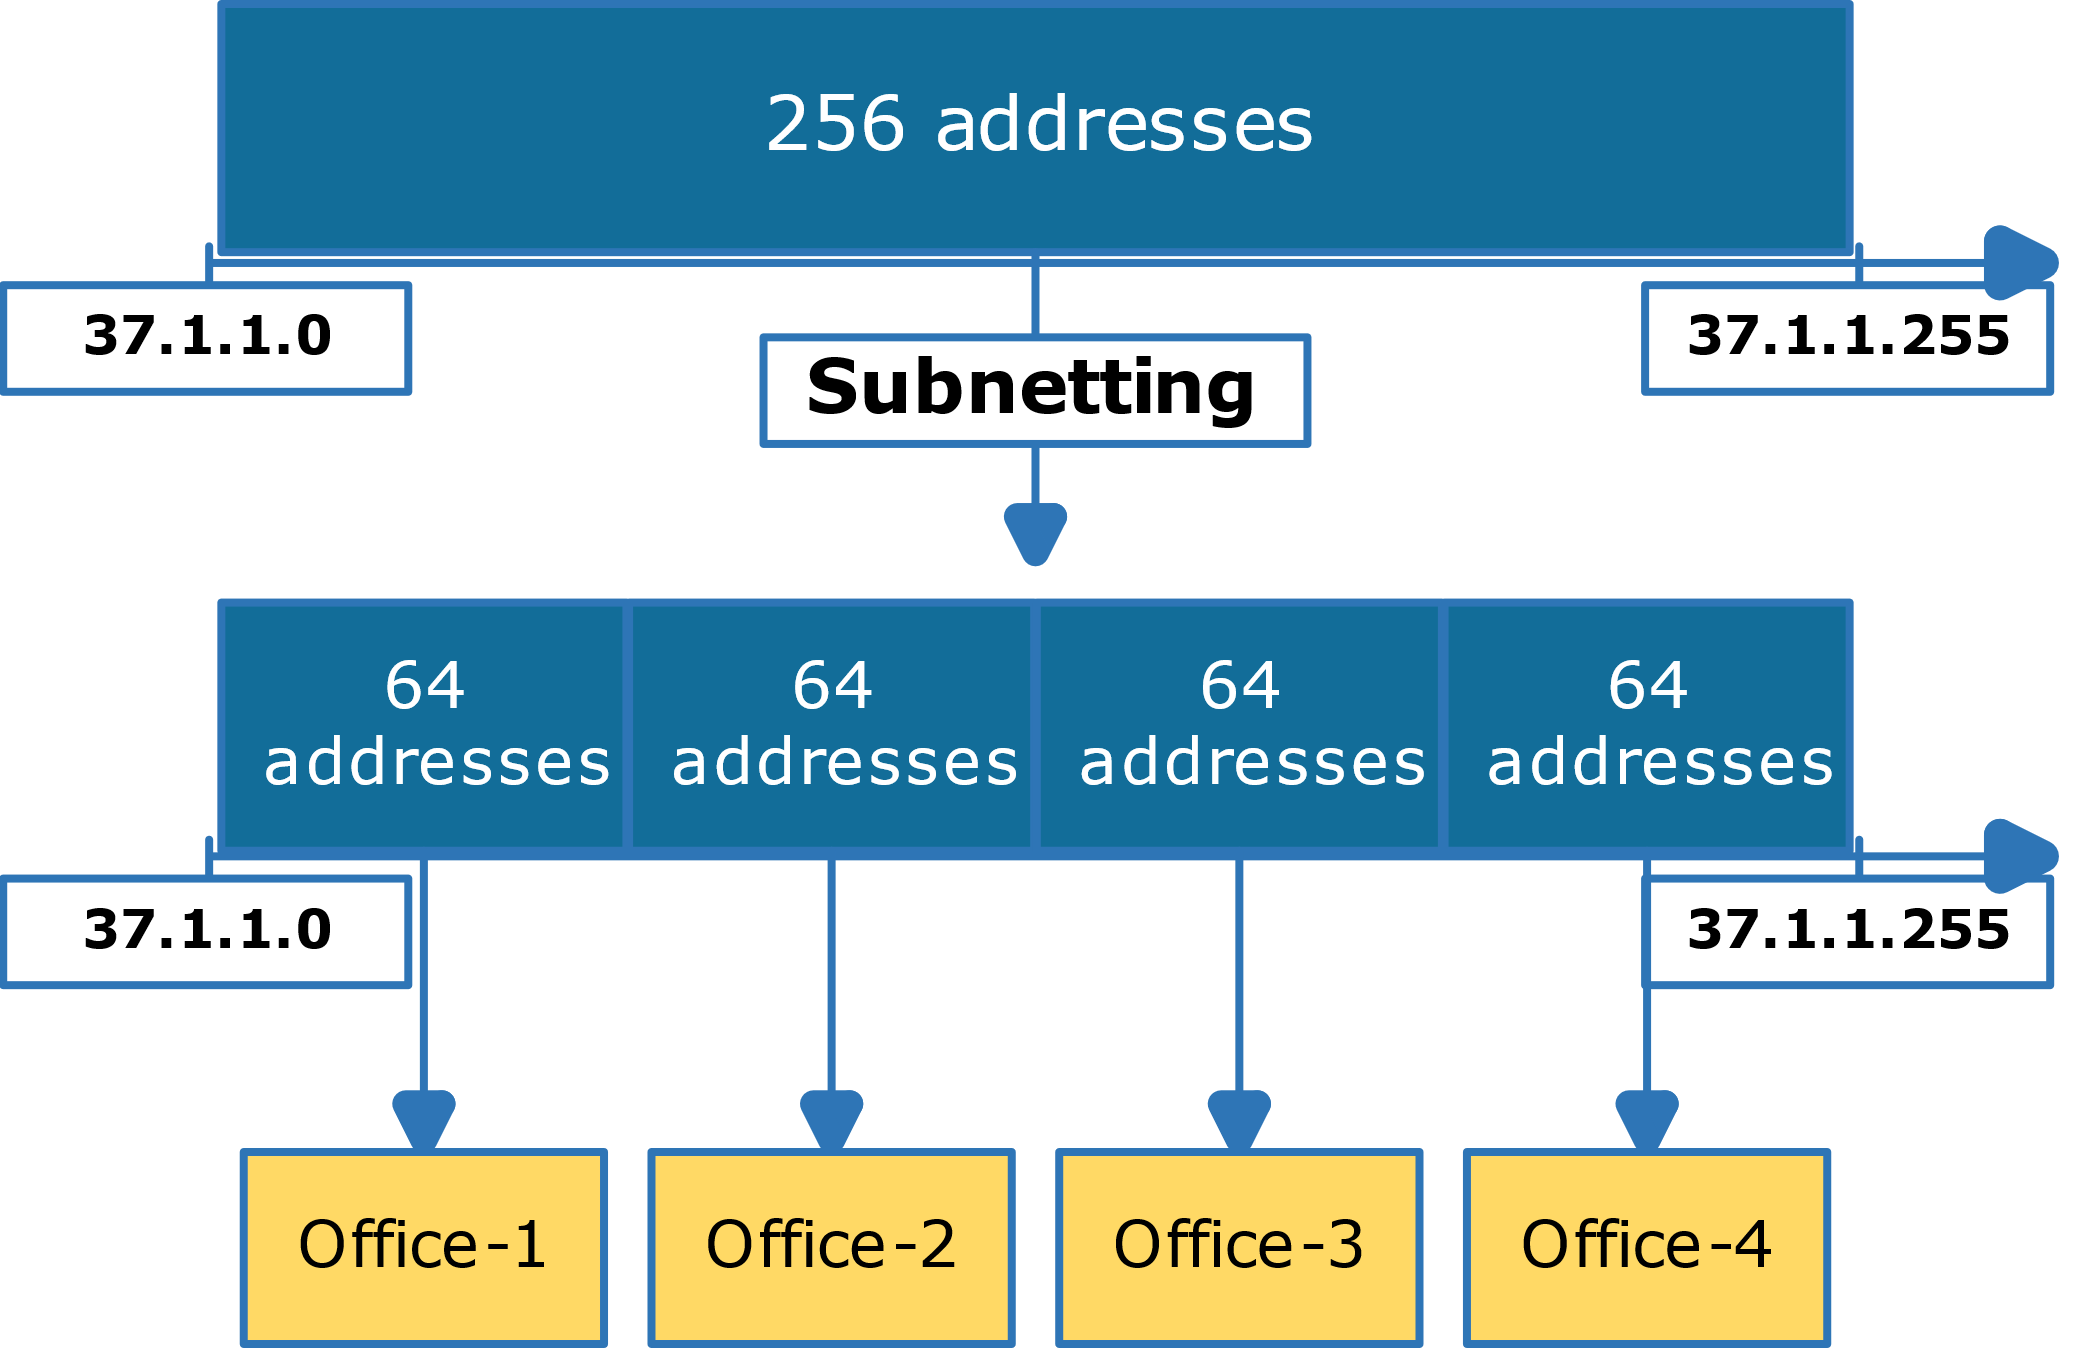 256 addresses
37.1.1.0
37.1.1.255
Subnetting
64
addresses
64
addresses
64
addresses
64
addresses
37.1.1.0
37.1.1.255
Office-1
Office-2
Office-3
Office-4